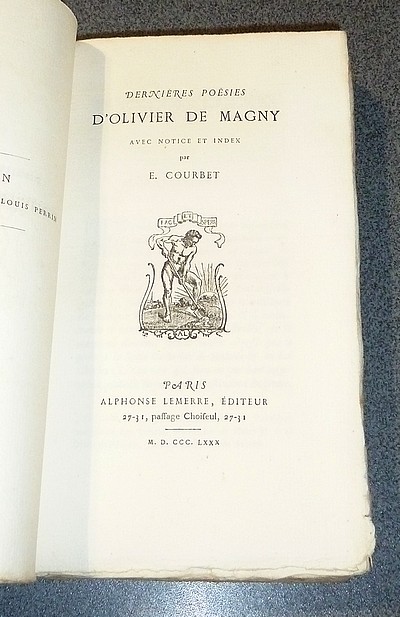 N
LOUIS PERRIN
DERNIÈRES POÉSIES
D'OLIVIER DE MAGNY
AVEC NOTICE ET INDEX
par
E. COURBET
FAC ET SPERA
AL
PARIS
ALPHONSE LEMERRE, ÉDITEUR
27-31, paſſage Choiſeul, 27-31
M. D. CCC. LXXX